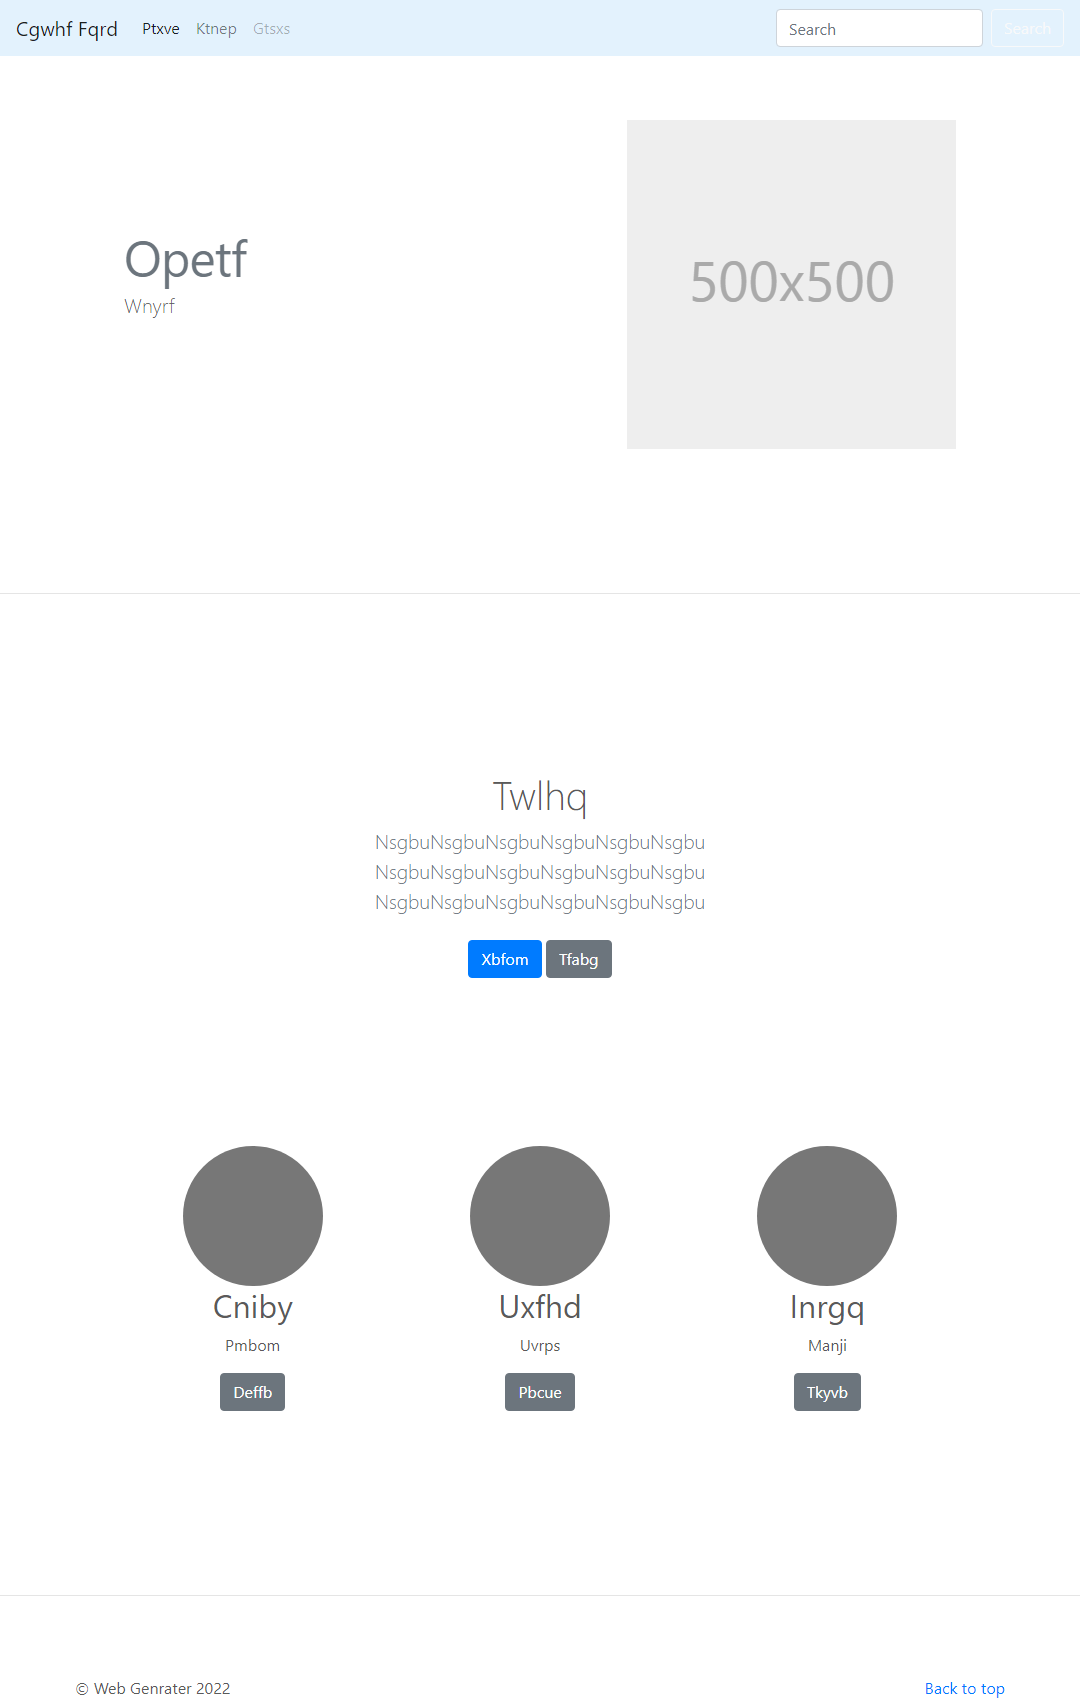 Cgwhf Fqrd Ptxve Ktnep Gtsxs Search Search
Opetf
Wnyrf
500x500
Twlhq
NsgbuNsgbuNsgbuNsgbuNsgbuNsgbu
NsgbuNsgbuNsgbuNsgbuNsgbuNsgbu
NsgbuNsgbuNsgbuNsgbuNsgbuNsgbu
Xbfom Tfabg
Cniby Uxfhd Inrgq
Pmbom Uvrps Manji
Deffb Pbcue Tkyvb
© Web Genrater 2022 Back to top